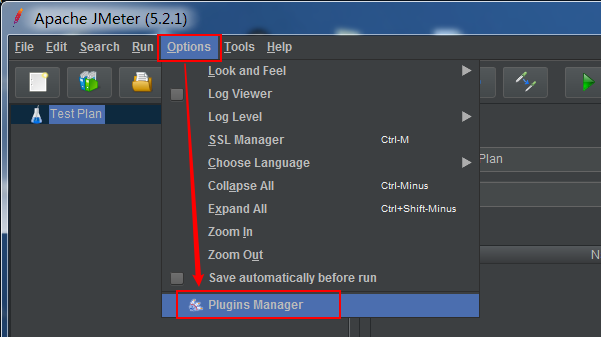 Apache JMeter (5.2.1)
File Edit Search Run Options Tools Help
Look and Feel
Log Viewer
Log Level
SSL Manager Ctrl-M
Choose Language
Collapse All Ctrl-Minus
Expand All Ctrl+Shift-Minus
Zoom In
Zoom Out
Save automatically before run
Plugins Manager
Test Plan
Plan
N